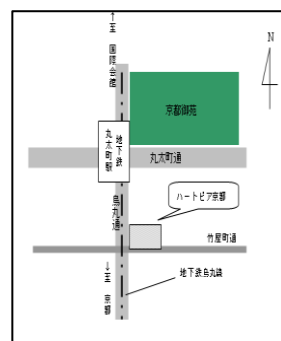 ↑至 国際会館
N
京都御苑
地下鉄
丸太町駅
丸太町通
烏丸通
ハートピア京都
竹屋町通
↓至 京都
地下鉄烏丸線